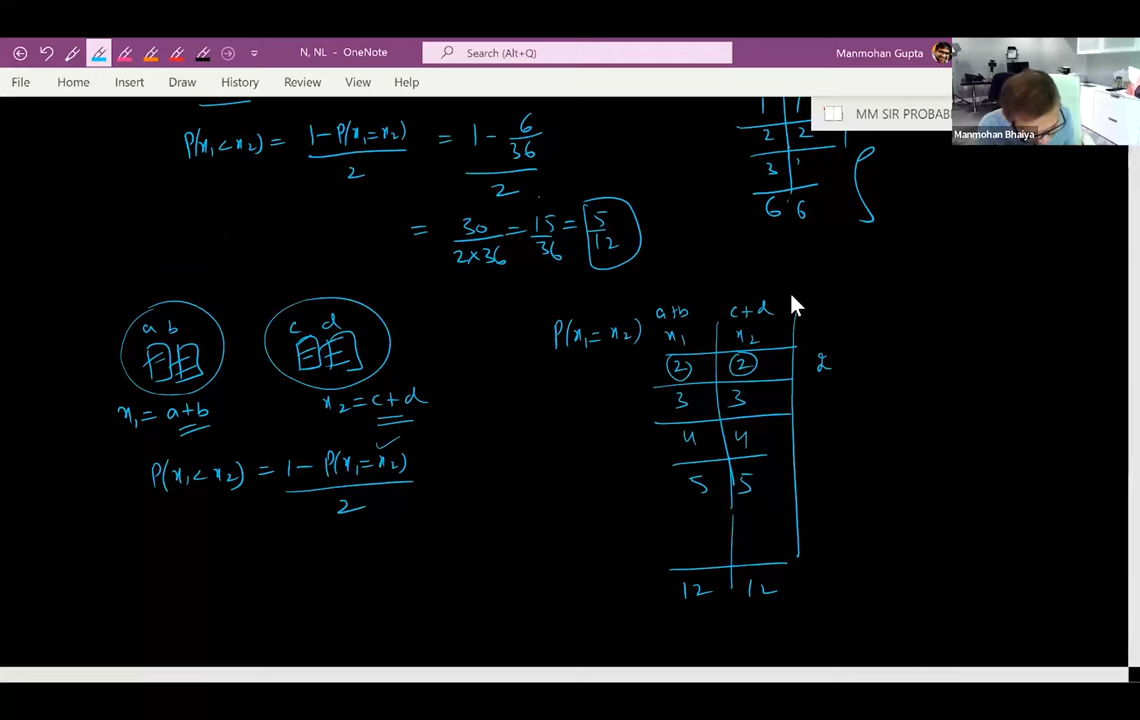 N, NL - OneNote
Search (Alt+Q)
Manmohan Gupta
File Home Insert Draw History Review View Help
MM SIR PROBABI
Manmohan Bhaiya
1 1
2 2
3
6 6
P(x₁<x₂) = (1-P(x₁=x₂))/2 = (1 - 6/36)/2
= 30/(2×36) = 15/36 = 5/12
a b
c d
x₁ = a+b
x₂ = c+d
P(x₁<x₂) = (1 - P(x₁=x₂))/2
P(x₁=x₂)
a+b c+d
x₁ x₂
2 2 2
3 3
4 4
5 5
12 12